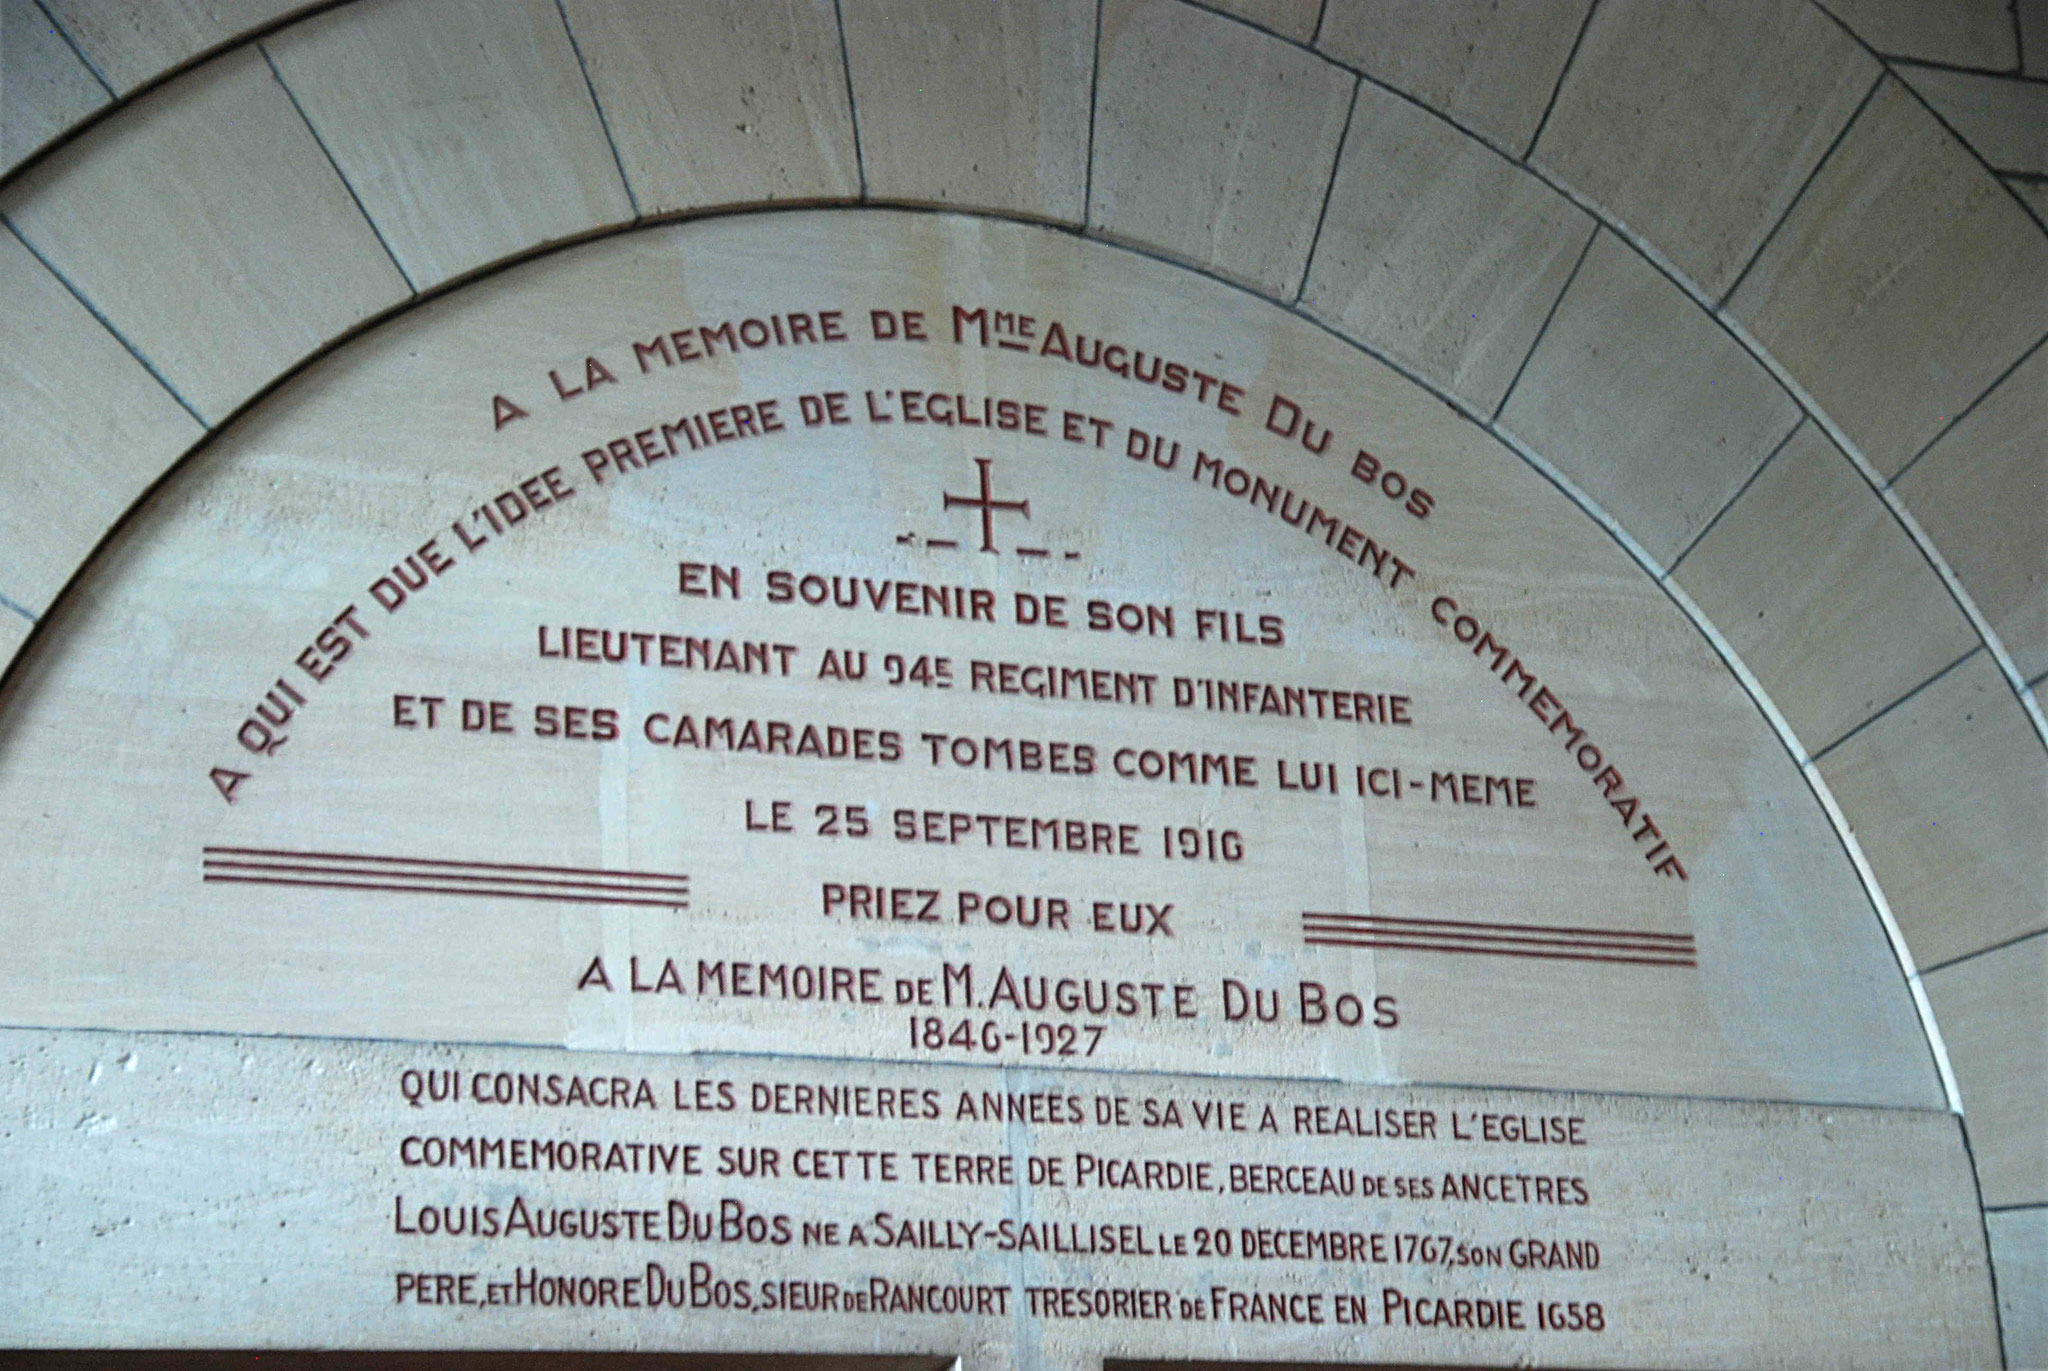 A LA MEMOIRE DE MME AUGUSTE DU BOS
A QUI EST DUE L'IDEE PREMIERE DE L'EGLISE ET DU MONUMENT COMMEMORATIF
EN SOUVENIR DE SON FILS
LIEUTENANT AU 94E REGIMENT D'INFANTERIE
ET DE SES CAMARADES TOMBES COMME LUI ICI-MEME
LE 25 SEPTEMBRE 1916
PRIEZ POUR EUX
A LA MEMOIRE DE M. AUGUSTE DU BOS
1846-1927
QUI CONSACRA LES DERNIERES ANNEES DE SA VIE A REALISER L'EGLISE
COMMEMORATIVE SUR CETTE TERRE DE PICARDIE, BERCEAU DE SES ANCETRES
LOUIS AUGUSTE DU BOS NE A SAILLY-SAILLISEL LE 20 DECEMBRE 1767, SON GRAND
PERE, ET HONORE DU BOS, SIEUR DE RANCOURT TRESORIER DE FRANCE EN PICARDIE 1658